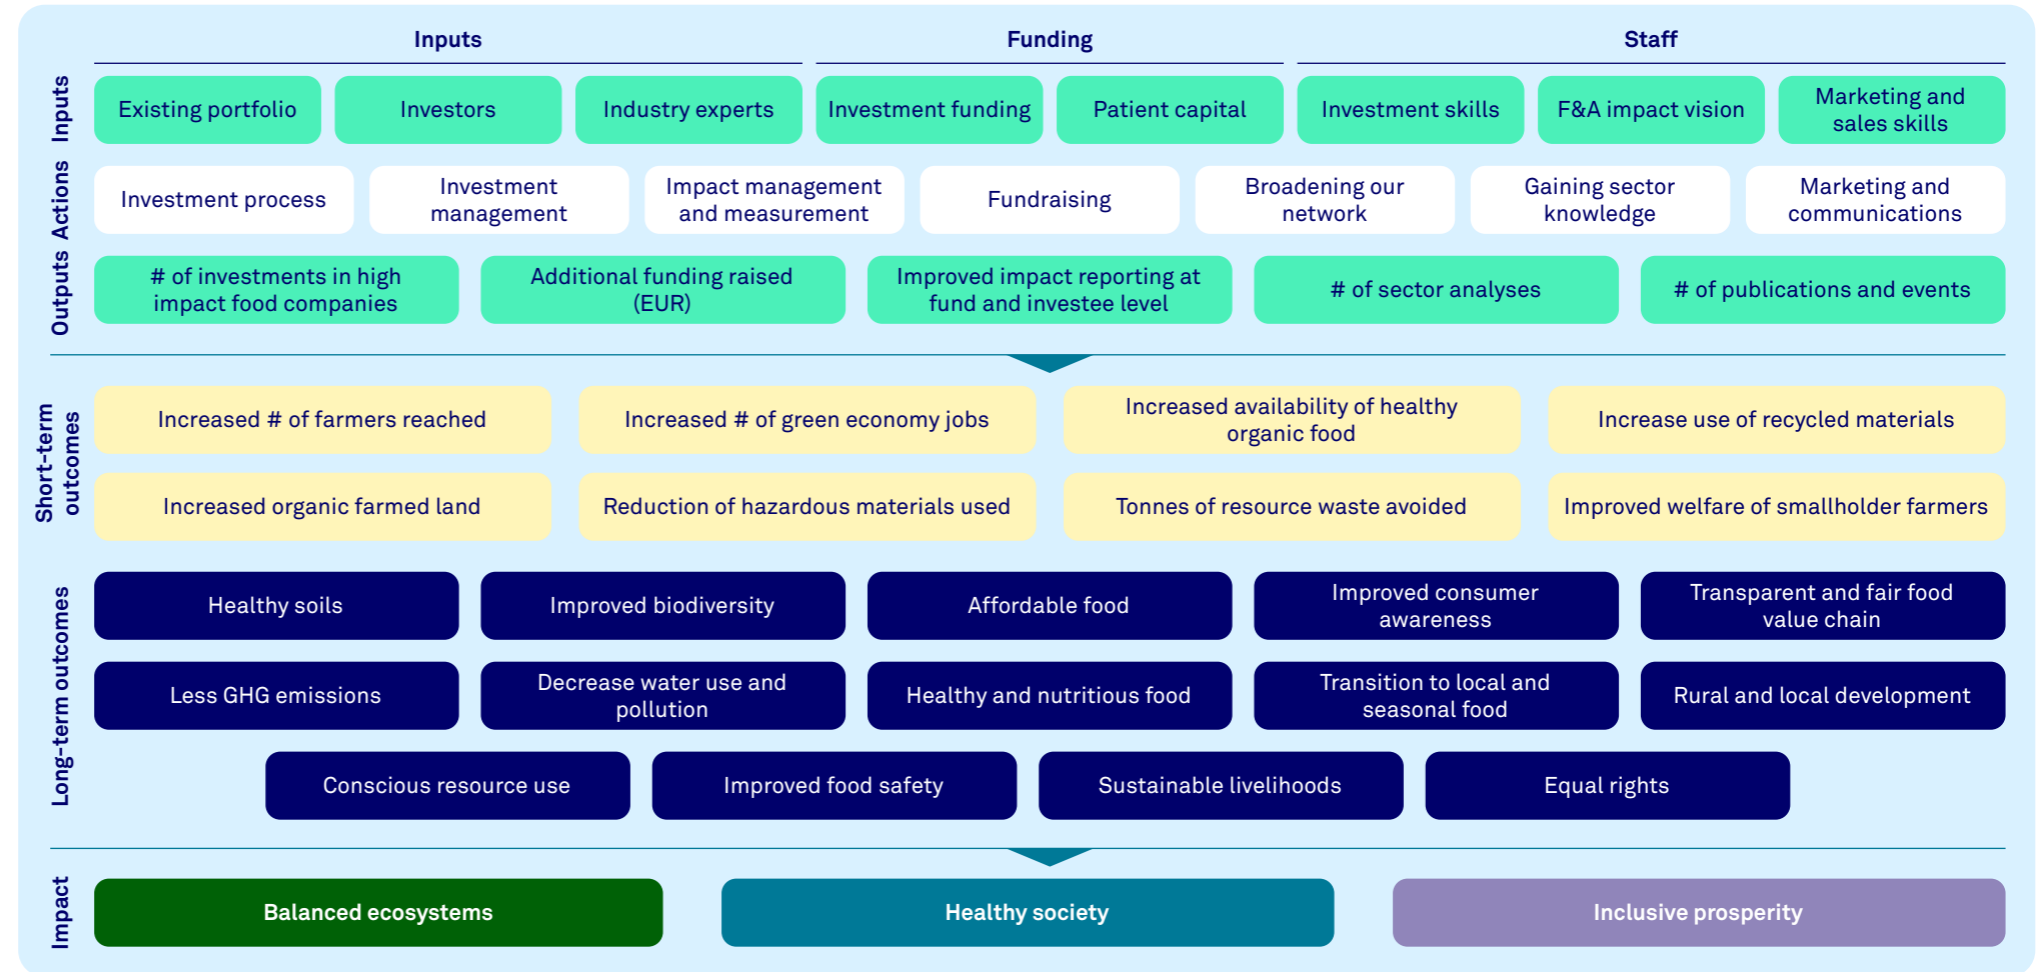 Inputs
Funding
Staff
Inputs
Existing portfolio
Investors
Industry experts
Investment funding
Patient capital
Investment skills
F&A impact vision
Marketing and
sales skills
Actions
Investment process
Investment
management
Impact management
and measurement
Fundraising
Broadening our
network
Gaining sector
knowledge
Marketing and
communications
Outputs
# of investments in high
impact food companies
Additional funding raised
(EUR)
Improved impact reporting at
fund and investee level
# of sector analyses
# of publications and events
Short-term
outcomes
Increased # of farmers reached
Increased # of green economy jobs
Increased availability of healthy
organic food
Increase use of recycled materials
Increased organic farmed land
Reduction of hazardous materials used
Tonnes of resource waste avoided
Improved welfare of smallholder farmers
Long-term outcomes
Healthy soils
Improved biodiversity
Affordable food
Improved consumer
awareness
Transparent and fair food
value chain
Less GHG emissions
Decrease water use and
pollution
Healthy and nutritious food
Transition to local and
seasonal food
Rural and local development
Conscious resource use
Improved food safety
Sustainable livelihoods
Equal rights
Impact
Balanced ecosystems
Healthy society
Inclusive prosperity